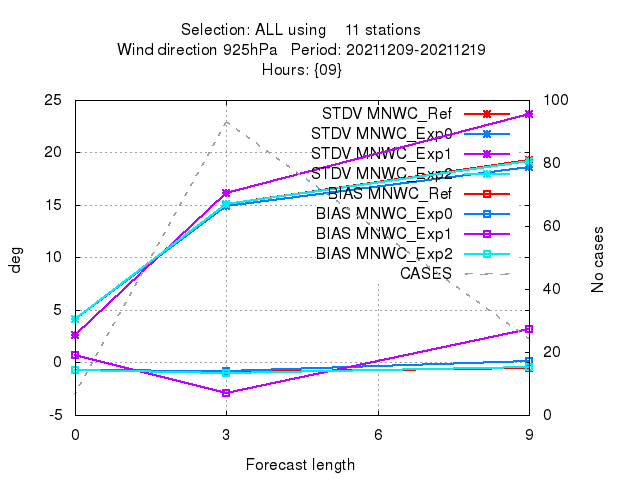 Selection: ALL using 11 stations
Wind direction 925hPa Period: 20211209-20211219
Hours: {09}
25
20
15
10
5
0
-5
100
80
60
40
20
0
0
3
6
9
STDV MNWC_Ref
STDV MNWC_Exp0
STDV MNWC_Exp1
STDV MNWC_Exp2
BIAS MNWC_Ref
BIAS MNWC_Exp0
BIAS MNWC_Exp1
BIAS MNWC_Exp2
CASES
deg
No cases
Forecast length